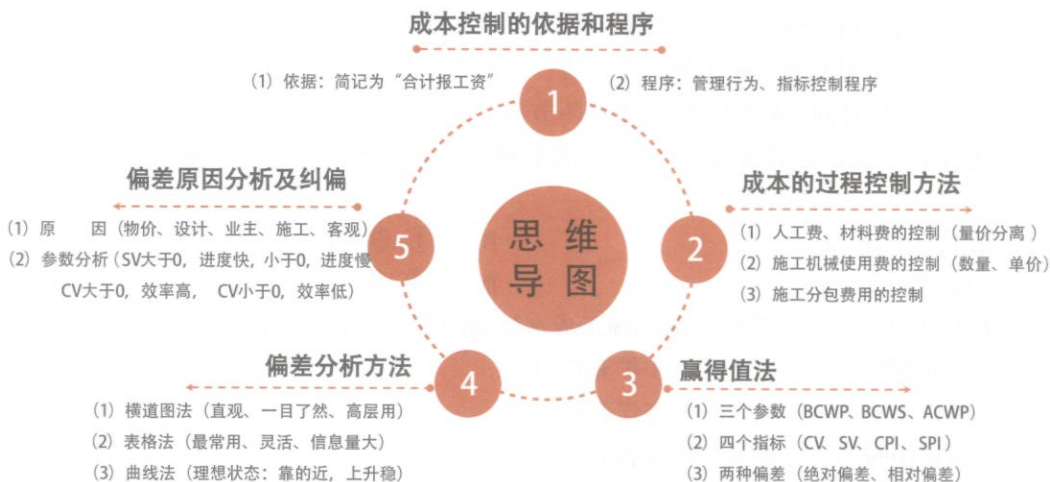 成本控制的依据和程序
（1）依据：简记为“合计报工资”
（2）程序：管理行为、指标控制程序
1
成本的过程控制方法
（1）人工费、材料费的控制（量价分离）
（2）施工机械使用费的控制（数量、单价）
（3）施工分包费用的控制
2
赢得值法
（1）三个参数（BCWP、BCWS、ACWP）
（2）四个指标（CV、SV、CPI、SPI）
（3）两种偏差（绝对偏差、相对偏差）
3
偏差分析方法
（1）横道图法（直观、一目了然、高层用）
（2）表格法（最常用、灵活、信息量大）
（3）曲线法（理想状态：靠的近，上升稳）
4
偏差原因分析及纠偏
（1）原 因（物价、设计、业主、施工、客观）
（2）参数分析（SV大于0，进度快，小于0，进度慢
CV大于0，效率高， CV小于0，效率低）
5
思 维
导 图